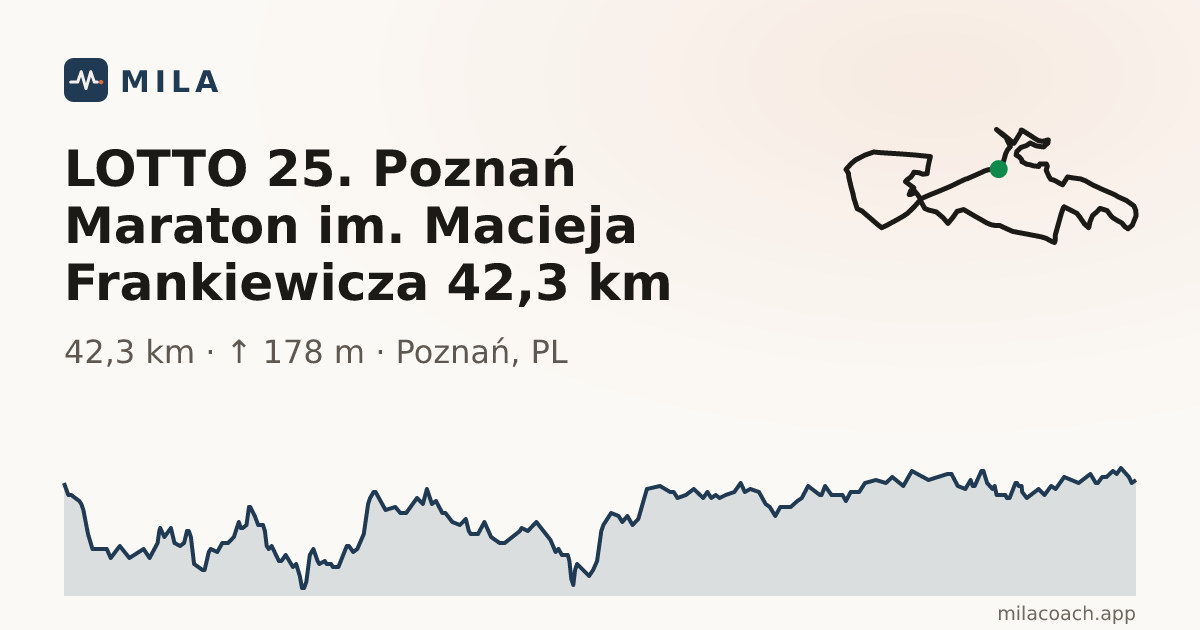 MILA
LOTTO 25. Poznań
Maraton im. Macieja
Frankiewicza 42,3 km
42,3 km · ↑ 178 m · Poznań, PL
milacoach.app